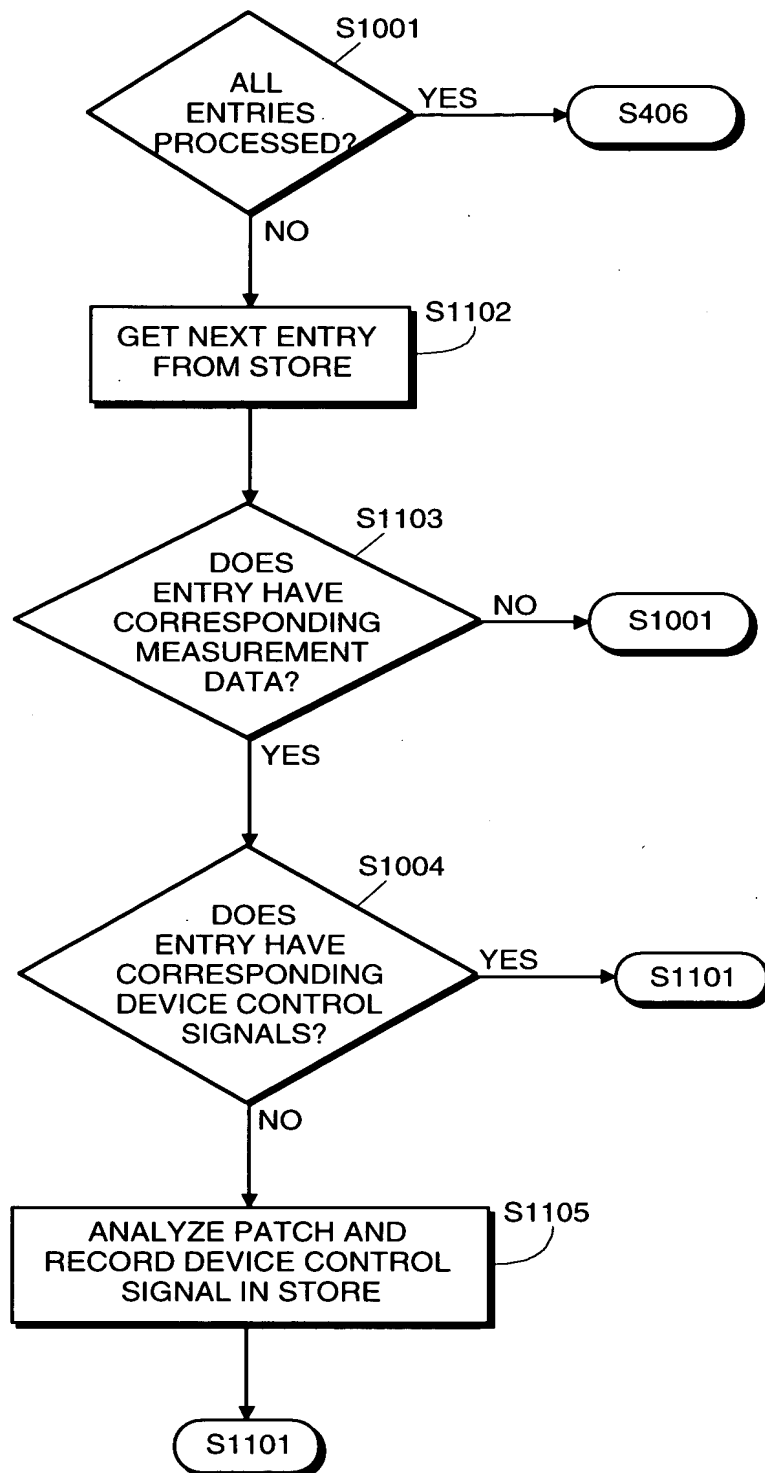 S1001
ALL
ENTRIES
PROCESSED?
YES
S406
NO
S1102
GET NEXT ENTRY
FROM STORE
S1103
DOES
ENTRY HAVE
CORRESPONDING
MEASUREMENT
DATA?
NO
S1001
YES
S1004
DOES
ENTRY HAVE
CORRESPONDING
DEVICE CONTROL
SIGNALS?
YES
S1101
NO
S1105
ANALYZE PATCH AND
RECORD DEVICE CONTROL
SIGNAL IN STORE
S1101